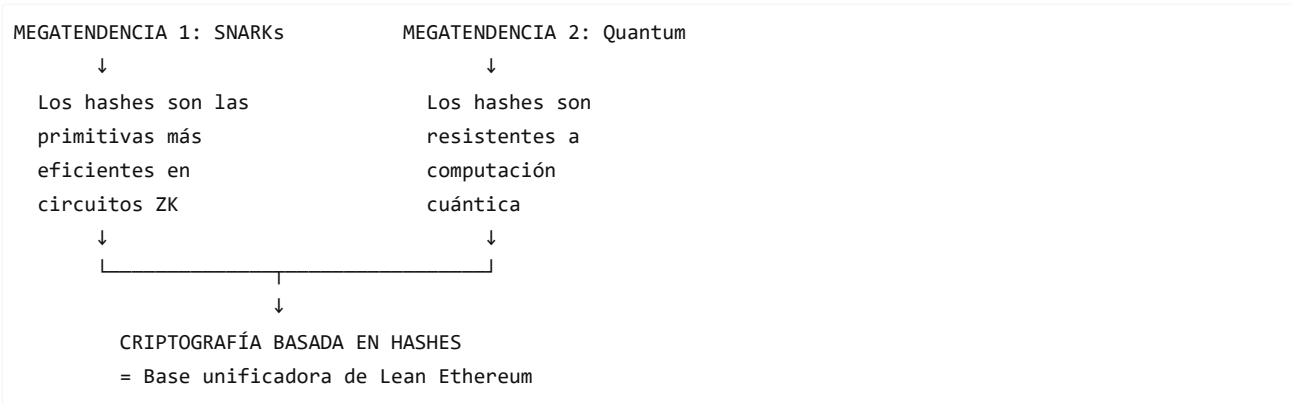 MEGATENDENCIA 1: SNARKs MEGATENDENCIA 2: Quantum
↓ ↓
Los hashes son las Los hashes son
primitivas más resistentes a
eficientes en computación
circuitos ZK cuántica
↓ ↓
└──────────────┬─────────────────┘
↓
CRIPTOGRAFÍA BASADA EN HASHES
= Base unificadora de Lean Ethereum